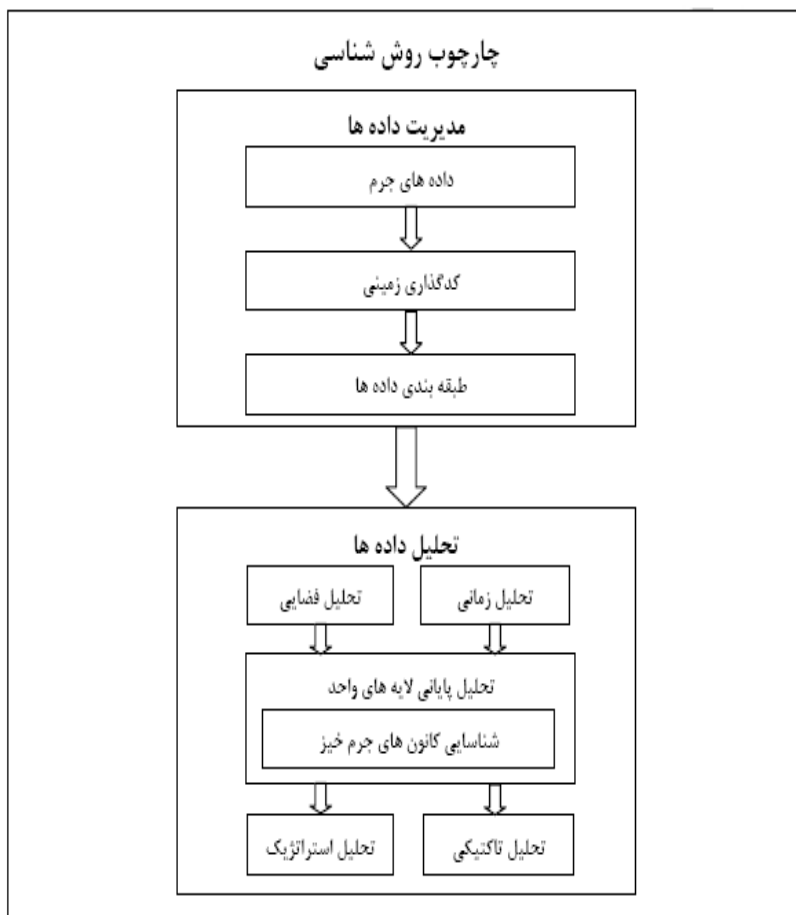 چارچوب روش شناسی
مدیریت داده ها
داده های جرم
کدگذاری زمینی
طبقه بندی داده ها
تحلیل داده ها
تحلیل زمانی
تحلیل فضایی
تحلیل پایانی لایه های واحد
شناسایی کانون های جرم خیز
تحلیل تاکتیکی
تحلیل استراتژیک